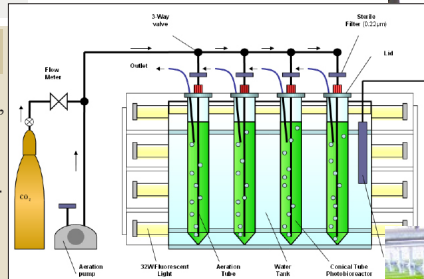 3-Way
valve
Sterile
Filter (0.22µm)
Outlet
Lid
Flow
Meter
CO2
Aeration
pump
32W Fluorescent
Light
Aeration
Tube
Water
Tank
Conical Tube
Photobioreactor